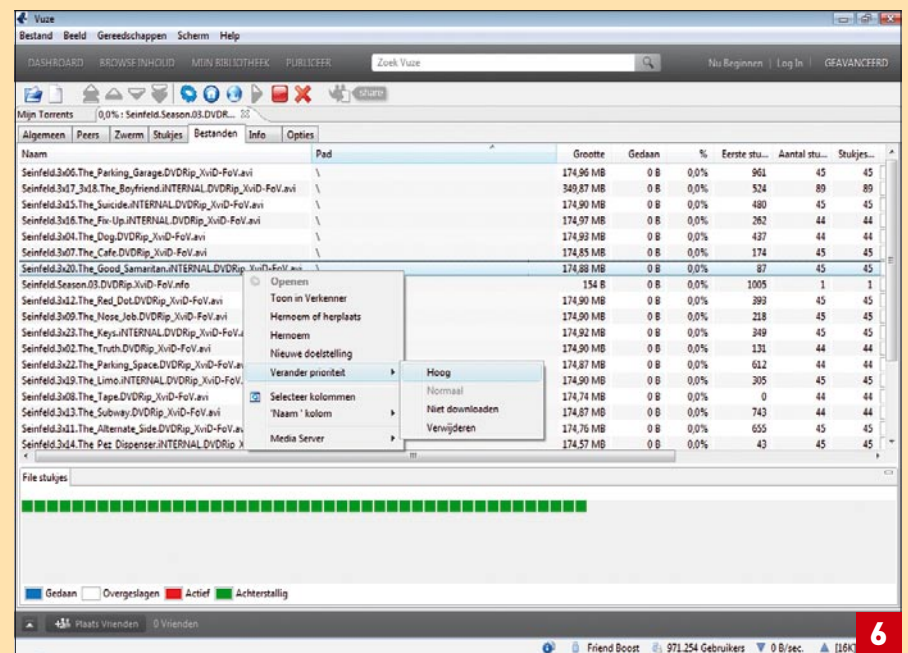 Vuze
Bestand Beeld Gereedschappen Scherm Help
DASHBOARD BROWSE INHOUD MIJN BIBLIOTHEEK PUBLICEER Zoek Vuze Nu Beginnen | Log In | GEAVANCEERD
share
Mijn Torrents 0,0% : Seinfeld.Season.03.DVDR...
Algemeen Peers Zwerm Stukjes Bestanden Info Opties
Naam Pad Grootte Gedaan % Eerste stu... Aantal stu... Stukjes...
Seinfeld.3x06.The_Parking_Garage.DVDRip_XviD-FoV.avi \ 174,96 MB 0 B 0,0% 961 45 45
Seinfeld.3x17_3x18.The_Boyfriend.iNTERNAL.DVDRip_XviD-FoV.avi \ 349,87 MB 0 B 0,0% 524 89 89
Seinfeld.3x15.The_Suicide.iNTERNAL.DVDRip_XviD-FoV.avi \ 174,90 MB 0 B 0,0% 480 45 45
Seinfeld.3x16.The_Fix-Up.iNTERNAL.DVDRip_XviD-FoV.avi \ 174,97 MB 0 B 0,0% 262 44 44
Seinfeld.3x04.The_Dog.DVDRip_XviD-FoV.avi \ 174,93 MB 0 B 0,0% 437 44 44
Seinfeld.3x07.The_Cafe.DVDRip_XviD-FoV.avi \ 174,85 MB 0 B 0,0% 174 45 45
Seinfeld.3x20.The_Good_Samaritan.iNTERNAL.DVDRip_XviD-FoV.avi \ 174,88 MB 0 B 0,0% 87 45 45
Seinfeld.Season.03.DVDRip.XviD-FoV.nfo 154 B 0 B 0,0% 1005 1 1
Seinfeld.3x12.The_Red_Dot.DVDRip_XviD-FoV.avi 174,90 MB 0 B 0,0% 393 45 45
Seinfeld.3x09.The_Nose_Job.DVDRip_XviD-FoV.avi 174,90 MB 0 B 0,0% 218 45 45
Seinfeld.3x23.The_Keys.iNTERNAL.DVDRip_XviD-FoV.a 174,92 MB 0 B 0,0% 349 45 45
Seinfeld.3x02.The_Truth.DVDRip_XviD-FoV.avi 174,90 MB 0 B 0,0% 131 44 44
Seinfeld.3x22.The_Parking_Space.DVDRip_XviD-FoV. 174,87 MB 0 B 0,0% 612 44 44
Seinfeld.3x19.The_Limo.iNTERNAL.DVDRip_XviD-FoV. 174,90 MB 0 B 0,0% 305 45 45
Seinfeld.3x08.The_Tape.DVDRip_XviD-FoV.avi 174,74 MB 0 B 0,0% 0 44 44
Seinfeld.3x13.The_Subway.DVDRip_XviD-FoV.avi 174,87 MB 0 B 0,0% 743 44 44
Seinfeld.3x11.The_Alternate_Side.DVDRip_XviD-FoV.av 174,76 MB 0 B 0,0% 655 45 45
Seinfeld.3x14.The Pez Dispenser.iNTERNAL.DVDRip X 174,57 MB 0 B 0,0% 43 45 45
Openen
Toon in Verkenner
Hernoem of herplaats
Hernoem
Nieuwe doelstelling
Verander prioriteit
Selecteer kolommen
'Naam ' kolom
Media Server
Hoog
Normaal
Niet downloaden
Verwijderen
File stukjes
Gedaan Overgeslagen Actief Achterstallig
Plaats Vrienden 0 Vrienden
Friend Boost 971.254 Gebruikers 0 B/sec. [16K]
6